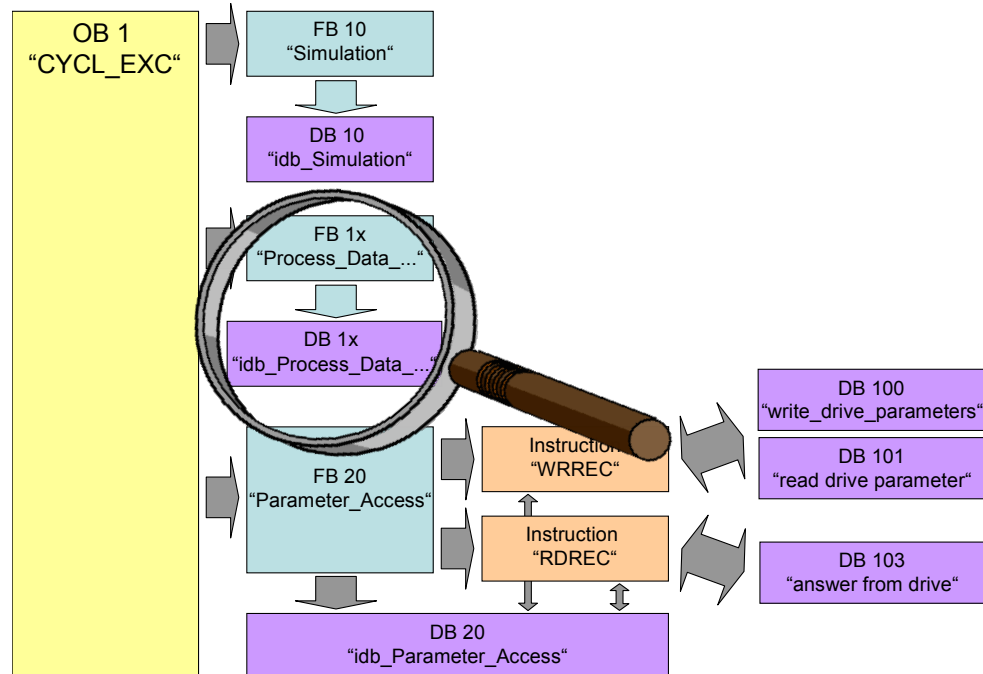 OB 1
“CYCL_EXC“
FB 10
“Simulation“
DB 10
“idb_Simulation“
FB 1x
“Process_Data_...“
DB 1x
“idb_Process_Data_...“
FB 20
“Parameter_Access“
Instruction
“WRREC“
Instruction
“RDREC“
DB 20
“idb_Parameter_Access“
DB 100
“write_drive_parameters“
DB 101
“read drive parameter“
DB 103
“answer from drive“